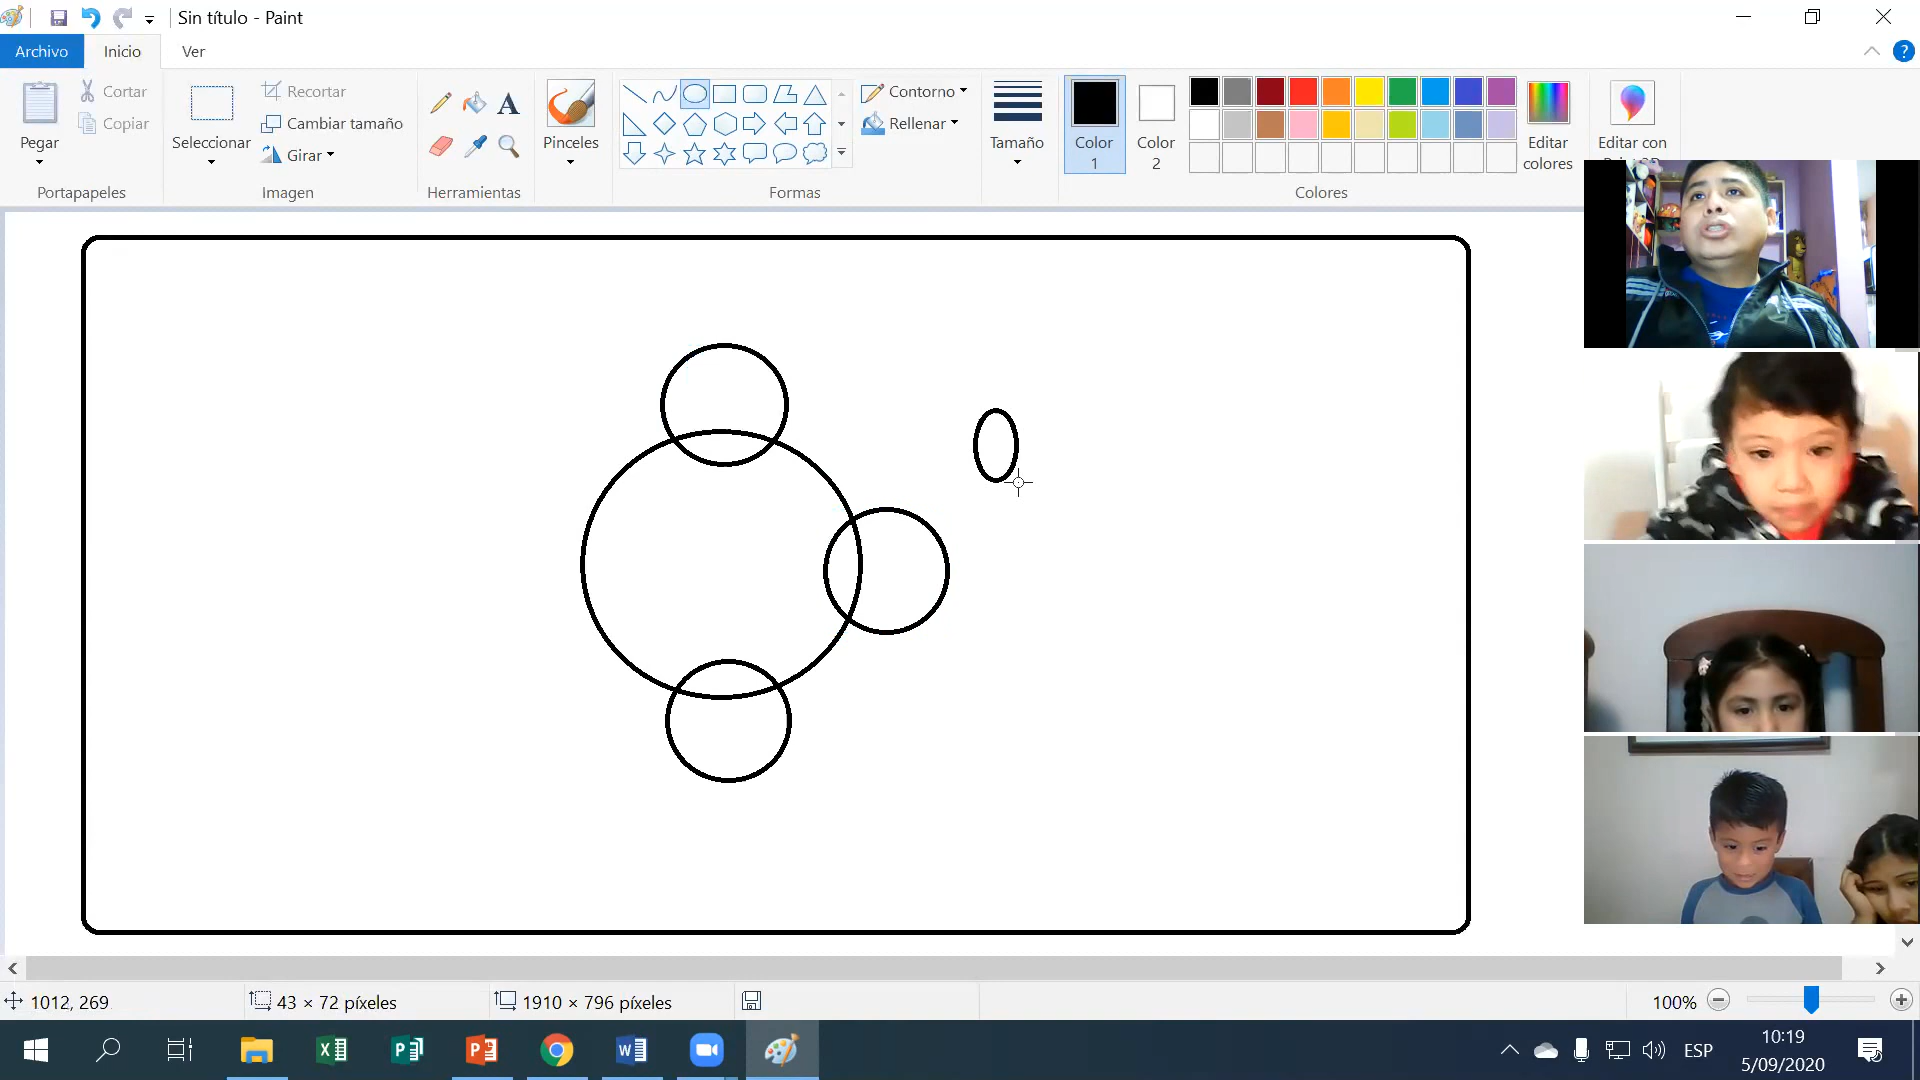 Sin título - Paint
Archivo Inicio Ver
Pegar
Cortar
Copiar
Portapapeles
Seleccionar
Recortar
Cambiar tamaño
Girar
Imagen
A
Herramientas
Pinceles
Contorno
Rellenar
Formas
Tamaño
Color
1
Color
2
Editar
colores
Colores
Editar con
1012, 269
43 × 72 píxeles
1910 × 796 píxeles
100%
ESP
10:19
5/09/2020